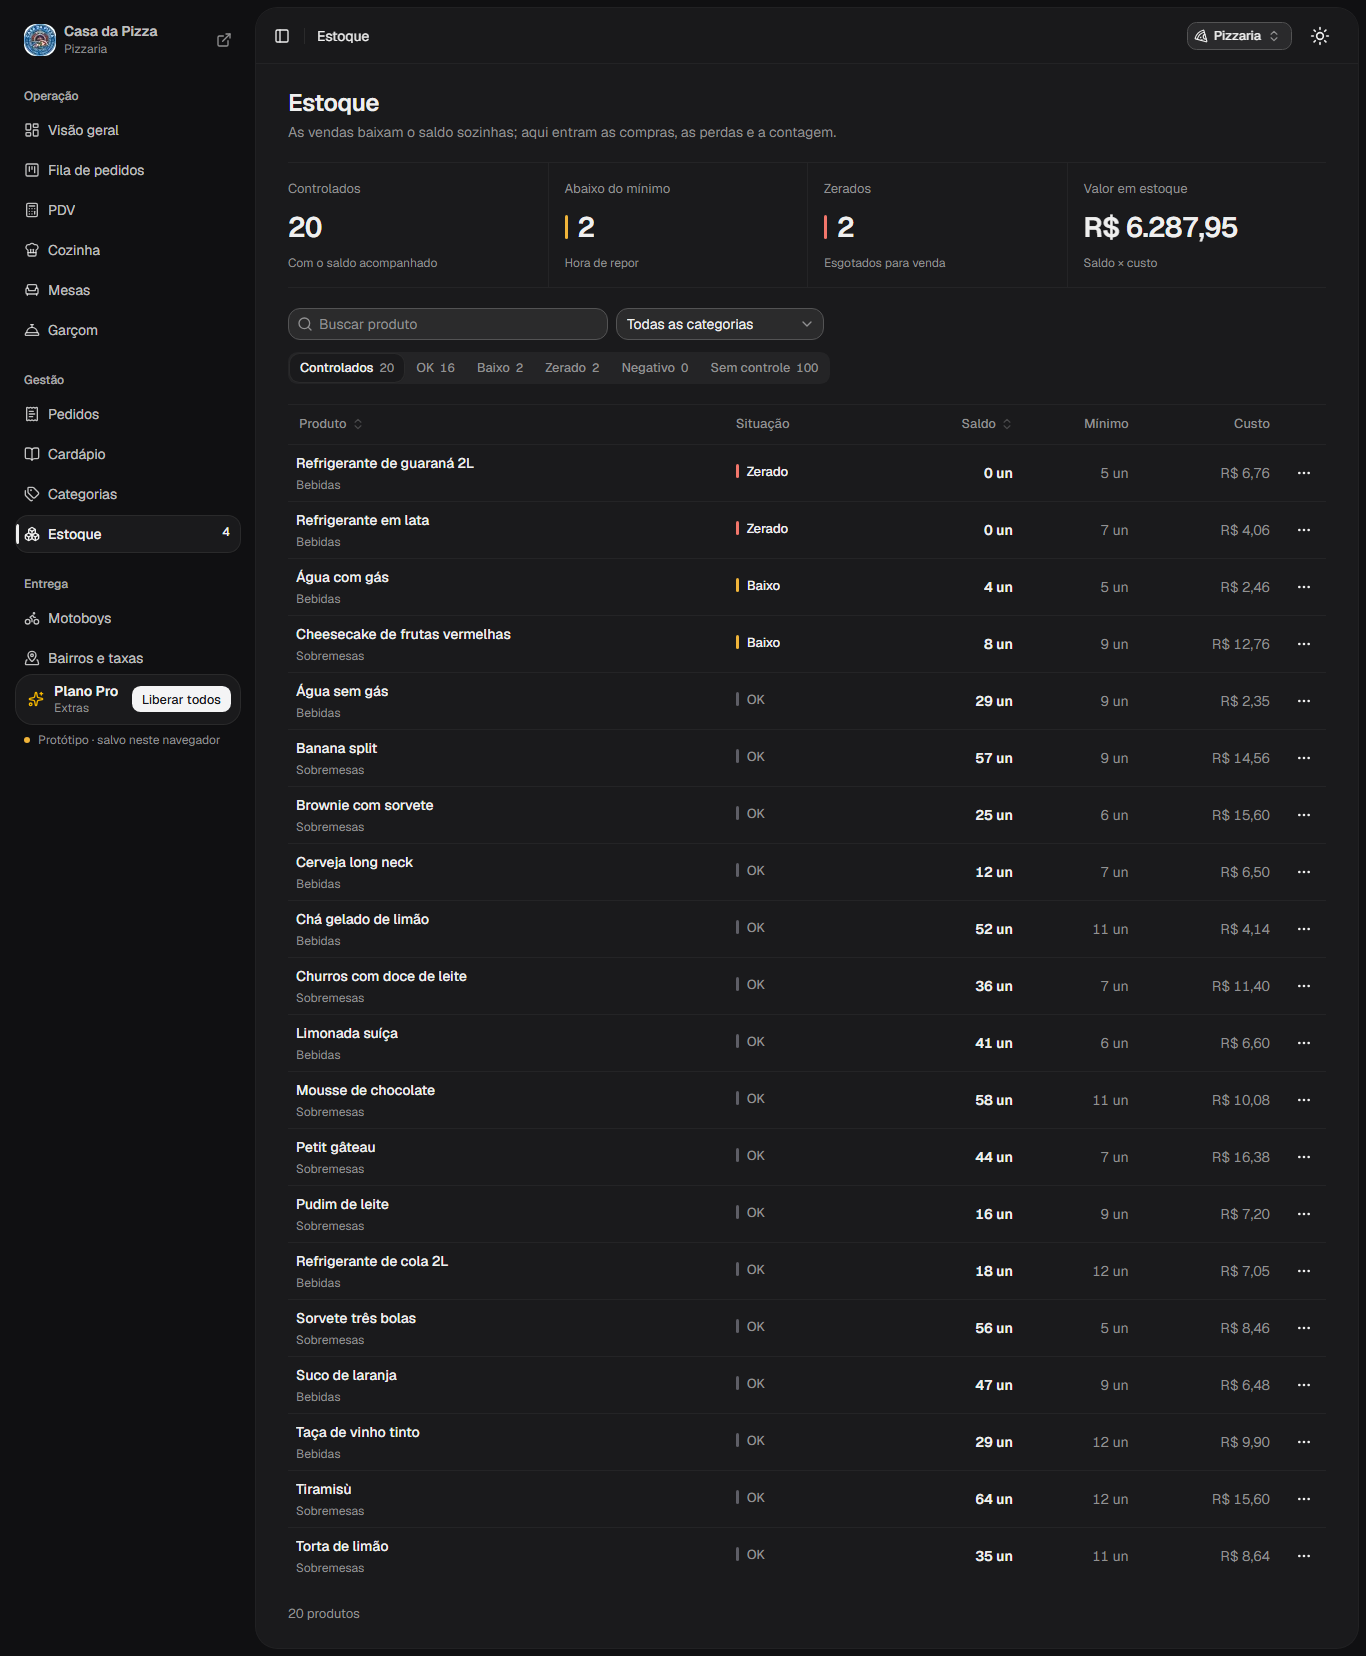 Casa da Pizza
Pizzaria
Operação
Visão geral
Fila de pedidos
PDV
Cozinha
Mesas
Garçom
Gestão
Pedidos
Cardápio
Categorias
Estoque 4
Entrega
Motoboys
Bairros e taxas
Plano Pro
Extras
Liberar todos
Protótipo · salvo neste navegador
Estoque
Pizzaria
Estoque
As vendas baixam o saldo sozinhas; aqui entram as compras, as perdas e a contagem.
Controlados
20
Com o saldo acompanhado
Abaixo do mínimo
2
Hora de repor
Zerados
2
Esgotados para venda
Valor em estoque
R$ 6.287,95
Saldo × custo
Buscar produto
Todas as categorias
Controlados 20 OK 16 Baixo 2 Zerado 2 Negativo 0 Sem controle 100
Produto Situação Saldo Mínimo Custo
Refrigerante de guaraná 2L
Bebidas
Zerado 0 un 5 un R$ 6,76
Refrigerante em lata
Bebidas
Zerado 0 un 7 un R$ 4,06
Água com gás
Bebidas
Baixo 4 un 5 un R$ 2,46
Cheesecake de frutas vermelhas
Sobremesas
Baixo 8 un 9 un R$ 12,76
Água sem gás
Bebidas
OK 29 un 9 un R$ 2,35
Banana split
Sobremesas
OK 57 un 9 un R$ 14,56
Brownie com sorvete
Sobremesas
OK 25 un 6 un R$ 15,60
Cerveja long neck
Bebidas
OK 12 un 7 un R$ 6,50
Chá gelado de limão
Bebidas
OK 52 un 11 un R$ 4,14
Churros com doce de leite
Sobremesas
OK 36 un 7 un R$ 11,40
Limonada suíça
Bebidas
OK 41 un 6 un R$ 6,60
Mousse de chocolate
Sobremesas
OK 58 un 11 un R$ 10,08
Petit gâteau
Sobremesas
OK 44 un 7 un R$ 16,38
Pudim de leite
Sobremesas
OK 16 un 9 un R$ 7,20
Refrigerante de cola 2L
Bebidas
OK 18 un 12 un R$ 7,05
Sorvete três bolas
Sobremesas
OK 56 un 5 un R$ 8,46
Suco de laranja
Bebidas
OK 47 un 9 un R$ 6,48
Taça de vinho tinto
Bebidas
OK 29 un 12 un R$ 9,90
Tiramisù
Sobremesas
OK 64 un 12 un R$ 15,60
Torta de limão
Sobremesas
OK 35 un 11 un R$ 8,64
20 produtos